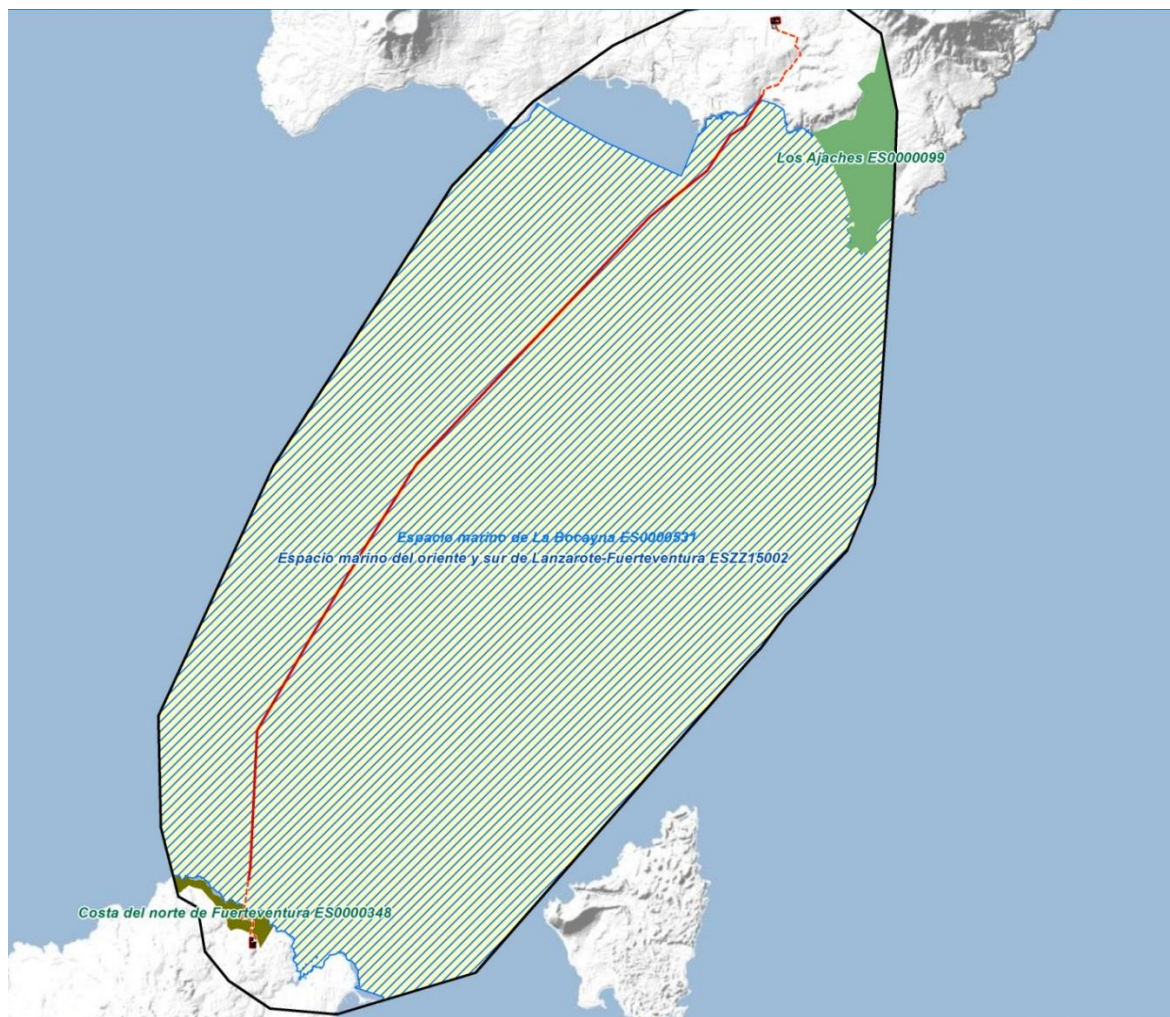 Los Ajaches ES0000099
Espacio marino de La Bocayna ES0000531
Espacio marino del oriente y sur de Lanzarote-Fuerteventura ESZZ15002
Costa del norte de Fuerteventura ES0000348